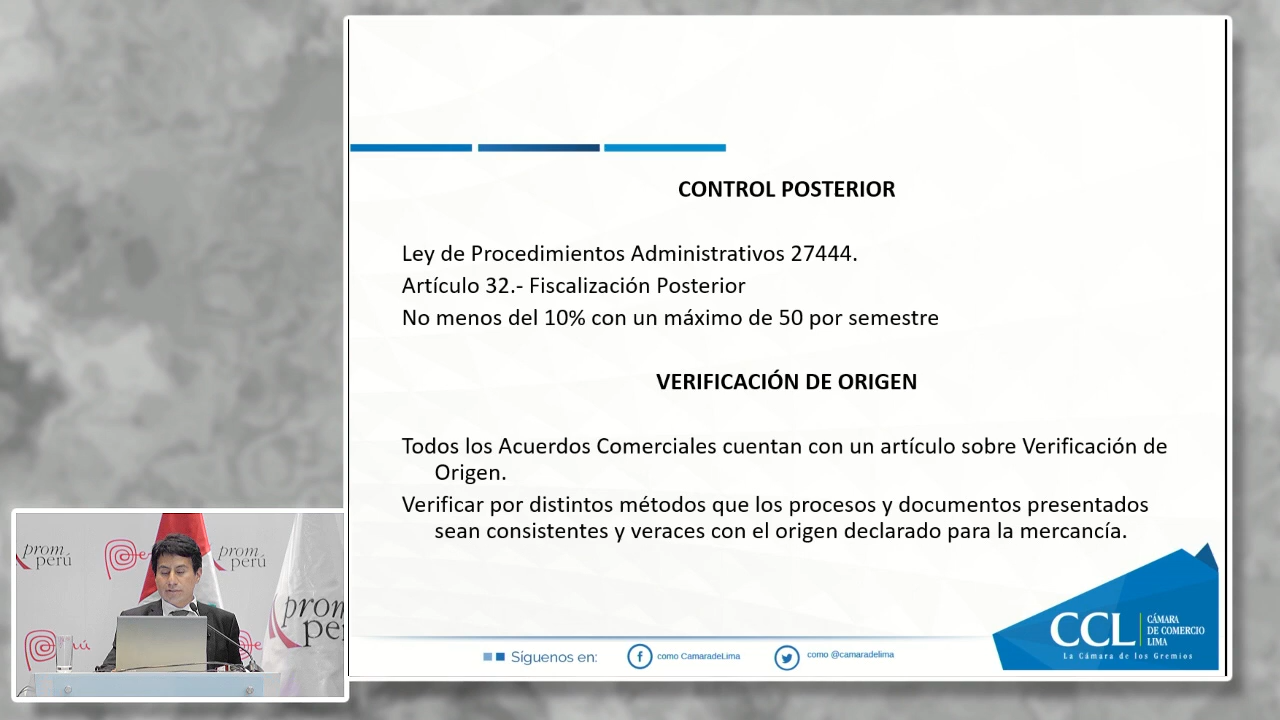 CONTROL POSTERIOR
Ley de Procedimientos Administrativos 27444.
Artículo 32.- Fiscalización Posterior
No menos del 10% con un máximo de 50 por semestre
VERIFICACIÓN DE ORIGEN
Todos los Acuerdos Comerciales cuentan con un artículo sobre Verificación de
Origen.
Verificar por distintos métodos que los procesos y documentos presentados
sean consistentes y veraces con el origen declarado para la mercancía.
Síguenos en:
como CamaradeLima
como @camaradelima
CCL
CÁMARA
DE COMERCIO
LIMA
La Cámara de los Gremios
prom
perú
prom
perú
prom